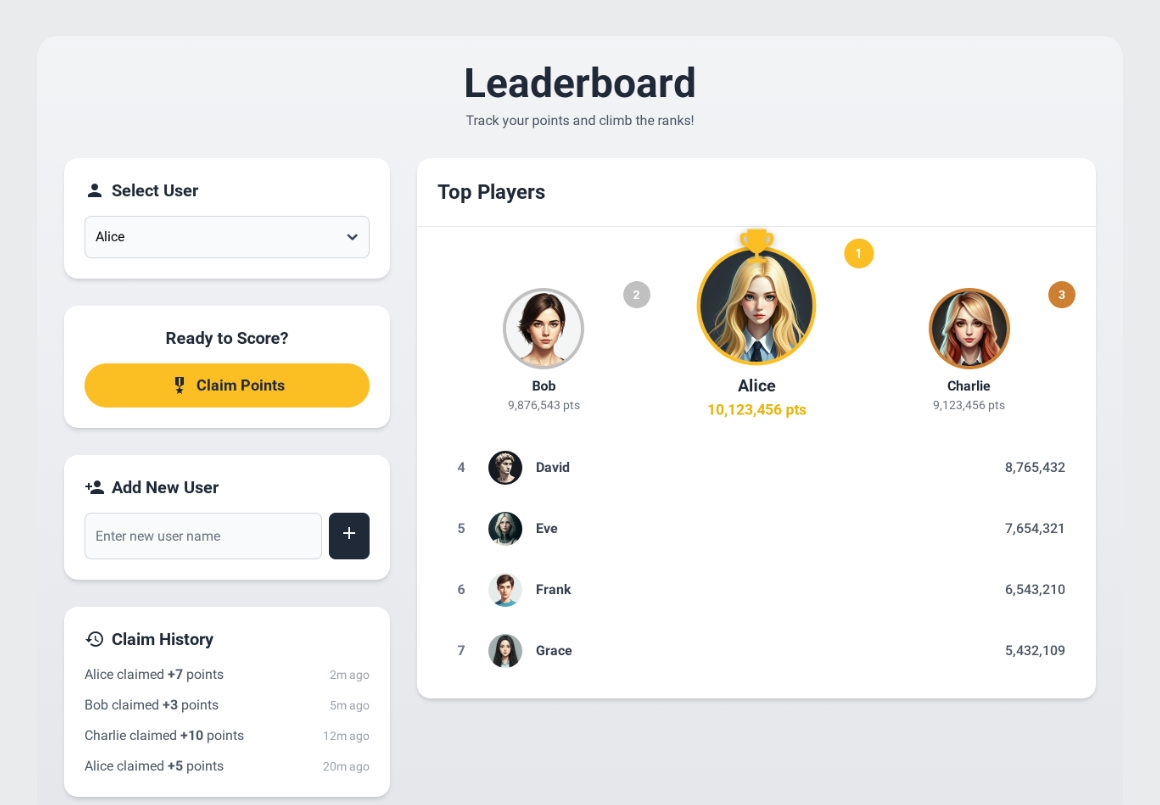 Leaderboard
Track your points and climb the ranks!
Select User
Alice
Ready to Score?
Claim Points
Add New User
Enter new user name
+
Claim History
Alice claimed +7 points 2m ago
Bob claimed +3 points 5m ago
Charlie claimed +10 points 12m ago
Alice claimed +5 points 20m ago
Top Players
2
Bob
9,876,543 pts
1
Alice
10,123,456 pts
3
Charlie
9,123,456 pts
4 David 8,765,432
5 Eve 7,654,321
6 Frank 6,543,210
7 Grace 5,432,109